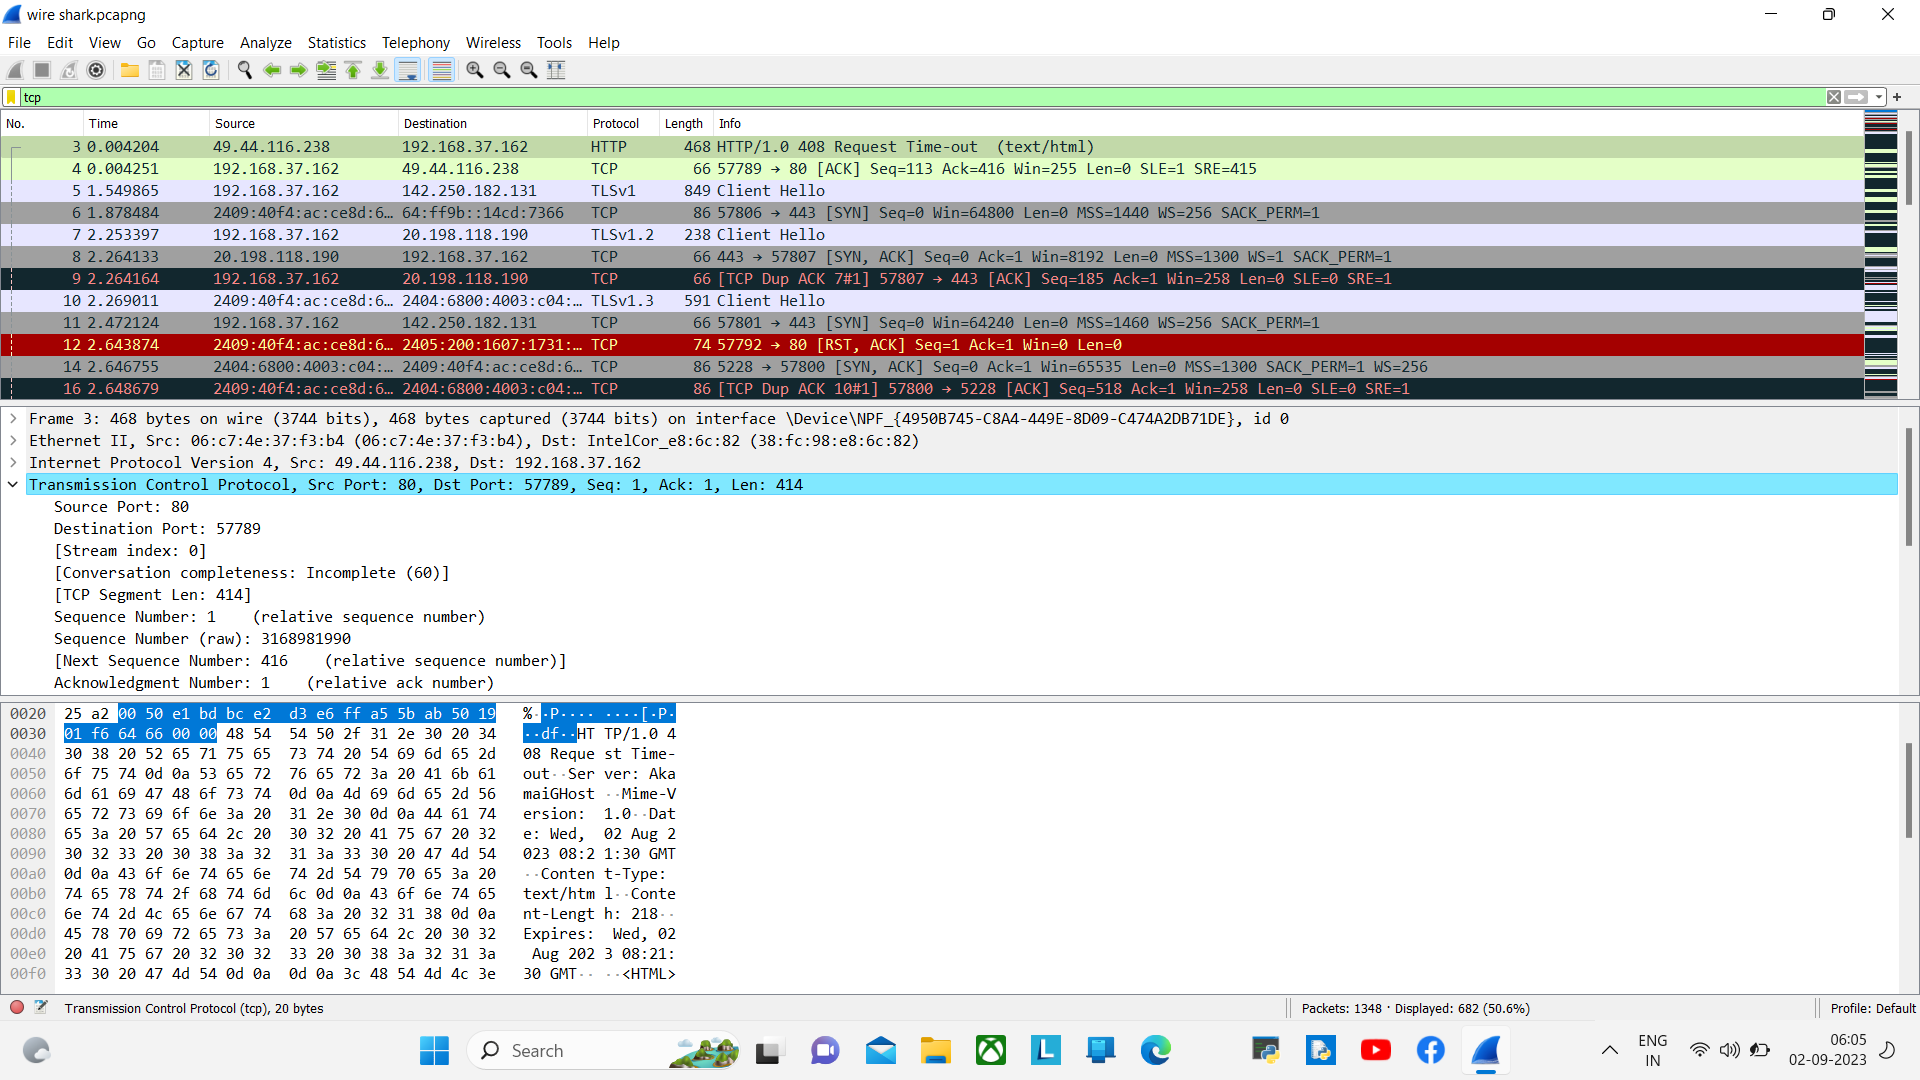 wire shark.pcapng
File Edit View Go Capture Analyze Statistics Telephony Wireless Tools Help
tcp
No. Time Source Destination Protocol Length Info
3 0.004204 49.44.116.238 192.168.37.162 HTTP 468 HTTP/1.0 408 Request Time-out (text/html)
4 0.004251 192.168.37.162 49.44.116.238 TCP 66 57789 → 80 [ACK] Seq=113 Ack=416 Win=255 Len=0 SLE=1 SRE=415
5 1.549865 192.168.37.162 142.250.182.131 TLSv1 849 Client Hello
6 1.878484 2409:40f4:ac:ce8d:6… 64:ff9b::14cd:7366 TCP 86 57806 → 443 [SYN] Seq=0 Win=64800 Len=0 MSS=1440 WS=256 SACK_PERM=1
7 2.253397 192.168.37.162 20.198.118.190 TLSv1.2 238 Client Hello
8 2.264133 20.198.118.190 192.168.37.162 TCP 66 443 → 57807 [SYN, ACK] Seq=0 Ack=1 Win=8192 Len=0 MSS=1300 WS=1 SACK_PERM=1
9 2.264164 192.168.37.162 20.198.118.190 TCP 66 [TCP Dup ACK 7#1] 57807 → 443 [ACK] Seq=185 Ack=1 Win=258 Len=0 SLE=0 SRE=1
10 2.269011 2409:40f4:ac:ce8d:6… 2404:6800:4003:c04:… TLSv1.3 591 Client Hello
11 2.472124 192.168.37.162 142.250.182.131 TCP 66 57801 → 443 [SYN] Seq=0 Win=64240 Len=0 MSS=1460 WS=256 SACK_PERM=1
12 2.643874 2409:40f4:ac:ce8d:6… 2405:200:1607:1731:… TCP 74 57792 → 80 [RST, ACK] Seq=1 Ack=1 Win=0 Len=0
14 2.646755 2404:6800:4003:c04:… 2409:40f4:ac:ce8d:6… TCP 86 5228 → 57800 [SYN, ACK] Seq=0 Ack=1 Win=65535 Len=0 MSS=1300 SACK_PERM=1 WS=256
16 2.648679 2409:40f4:ac:ce8d:6… 2404:6800:4003:c04:… TCP 86 [TCP Dup ACK 10#1] 57800 → 5228 [ACK] Seq=518 Ack=1 Win=258 Len=0 SLE=0 SRE=1
Frame 3: 468 bytes on wire (3744 bits), 468 bytes captured (3744 bits) on interface \Device\NPF_{4950B745-C8A4-449E-8D09-C474A2DB71DE}, id 0
Ethernet II, Src: 06:c7:4e:37:f3:b4 (06:c7:4e:37:f3:b4), Dst: IntelCor_e8:6c:82 (38:fc:98:e8:6c:82)
Internet Protocol Version 4, Src: 49.44.116.238, Dst: 192.168.37.162
Transmission Control Protocol, Src Port: 80, Dst Port: 57789, Seq: 1, Ack: 1, Len: 414
Source Port: 80
Destination Port: 57789
[Stream index: 0]
[Conversation completeness: Incomplete (60)]
[TCP Segment Len: 414]
Sequence Number: 1 (relative sequence number)
Sequence Number (raw): 3168981990
[Next Sequence Number: 416 (relative sequence number)]
Acknowledgment Number: 1 (relative ack number)
0020 25 a2 00 50 e1 bd bc e2 d3 e6 ff a5 5b ab 50 19 %··P···· ····[·P·
0030 01 f6 64 66 00 00 48 54 54 50 2f 31 2e 30 20 34 ··df··HT TP/1.0 4
0040 30 38 20 52 65 71 75 65 73 74 20 54 69 6d 65 2d 08 Reque st Time-
0050 6f 75 74 0d 0a 53 65 72 76 65 72 3a 20 41 6b 61 out··Ser ver: Aka
0060 6d 61 69 47 48 6f 73 74 0d 0a 4d 69 6d 65 2d 56 maiGHost ··Mime-V
0070 65 72 73 69 6f 6e 3a 20 31 2e 30 0d 0a 44 61 74 ersion: 1.0··Dat
0080 65 3a 20 57 65 64 2c 20 30 32 20 41 75 67 20 32 e: Wed, 02 Aug 2
0090 30 32 33 20 30 38 3a 32 31 3a 33 30 20 47 4d 54 023 08:2 1:30 GMT
00a0 0d 0a 43 6f 6e 74 65 6e 74 2d 54 79 70 65 3a 20 ··Conten t-Type:
00b0 74 65 78 74 2f 68 74 6d 6c 0d 0a 43 6f 6e 74 65 text/htm l··Conte
00c0 6e 74 2d 4c 65 6e 67 74 68 3a 20 32 31 38 0d 0a nt-Lengt h: 218··
00d0 45 78 70 69 72 65 73 3a 20 57 65 64 2c 20 30 32 Expires: Wed, 02
00e0 20 41 75 67 20 32 30 32 33 20 30 38 3a 32 31 3a Aug 202 3 08:21:
00f0 33 30 20 47 4d 54 0d 0a 0d 0a 3c 48 54 4d 4c 3e 30 GMT·· ··<HTML>
Transmission Control Protocol (tcp), 20 bytes Packets: 1348 · Displayed: 682 (50.6%) Profile: Default
Search
ENG
IN
06:05
02-09-2023